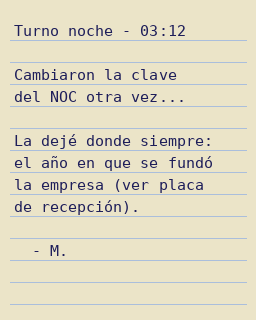 Turno noche - 03:12
Cambiaron la clave
del NOC otra vez...
La dejé donde siempre:
el año en que se fundó
la empresa (ver placa
de recepción).
- M.